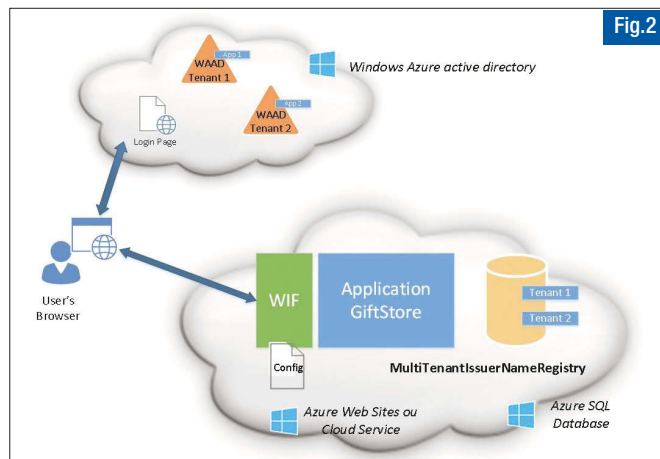 Fig.2
App 1
WAAD
Tenant 1
Windows Azure active directory
App 2
WAAD
Tenant 2
Login Page
User's
Browser
WIF
Application
GiftStore
Tenant 1
Tenant 2
Config
MultiTenantIssuerNameRegistry
Azure Web Sites ou
Cloud Service
Azure SQL
Database